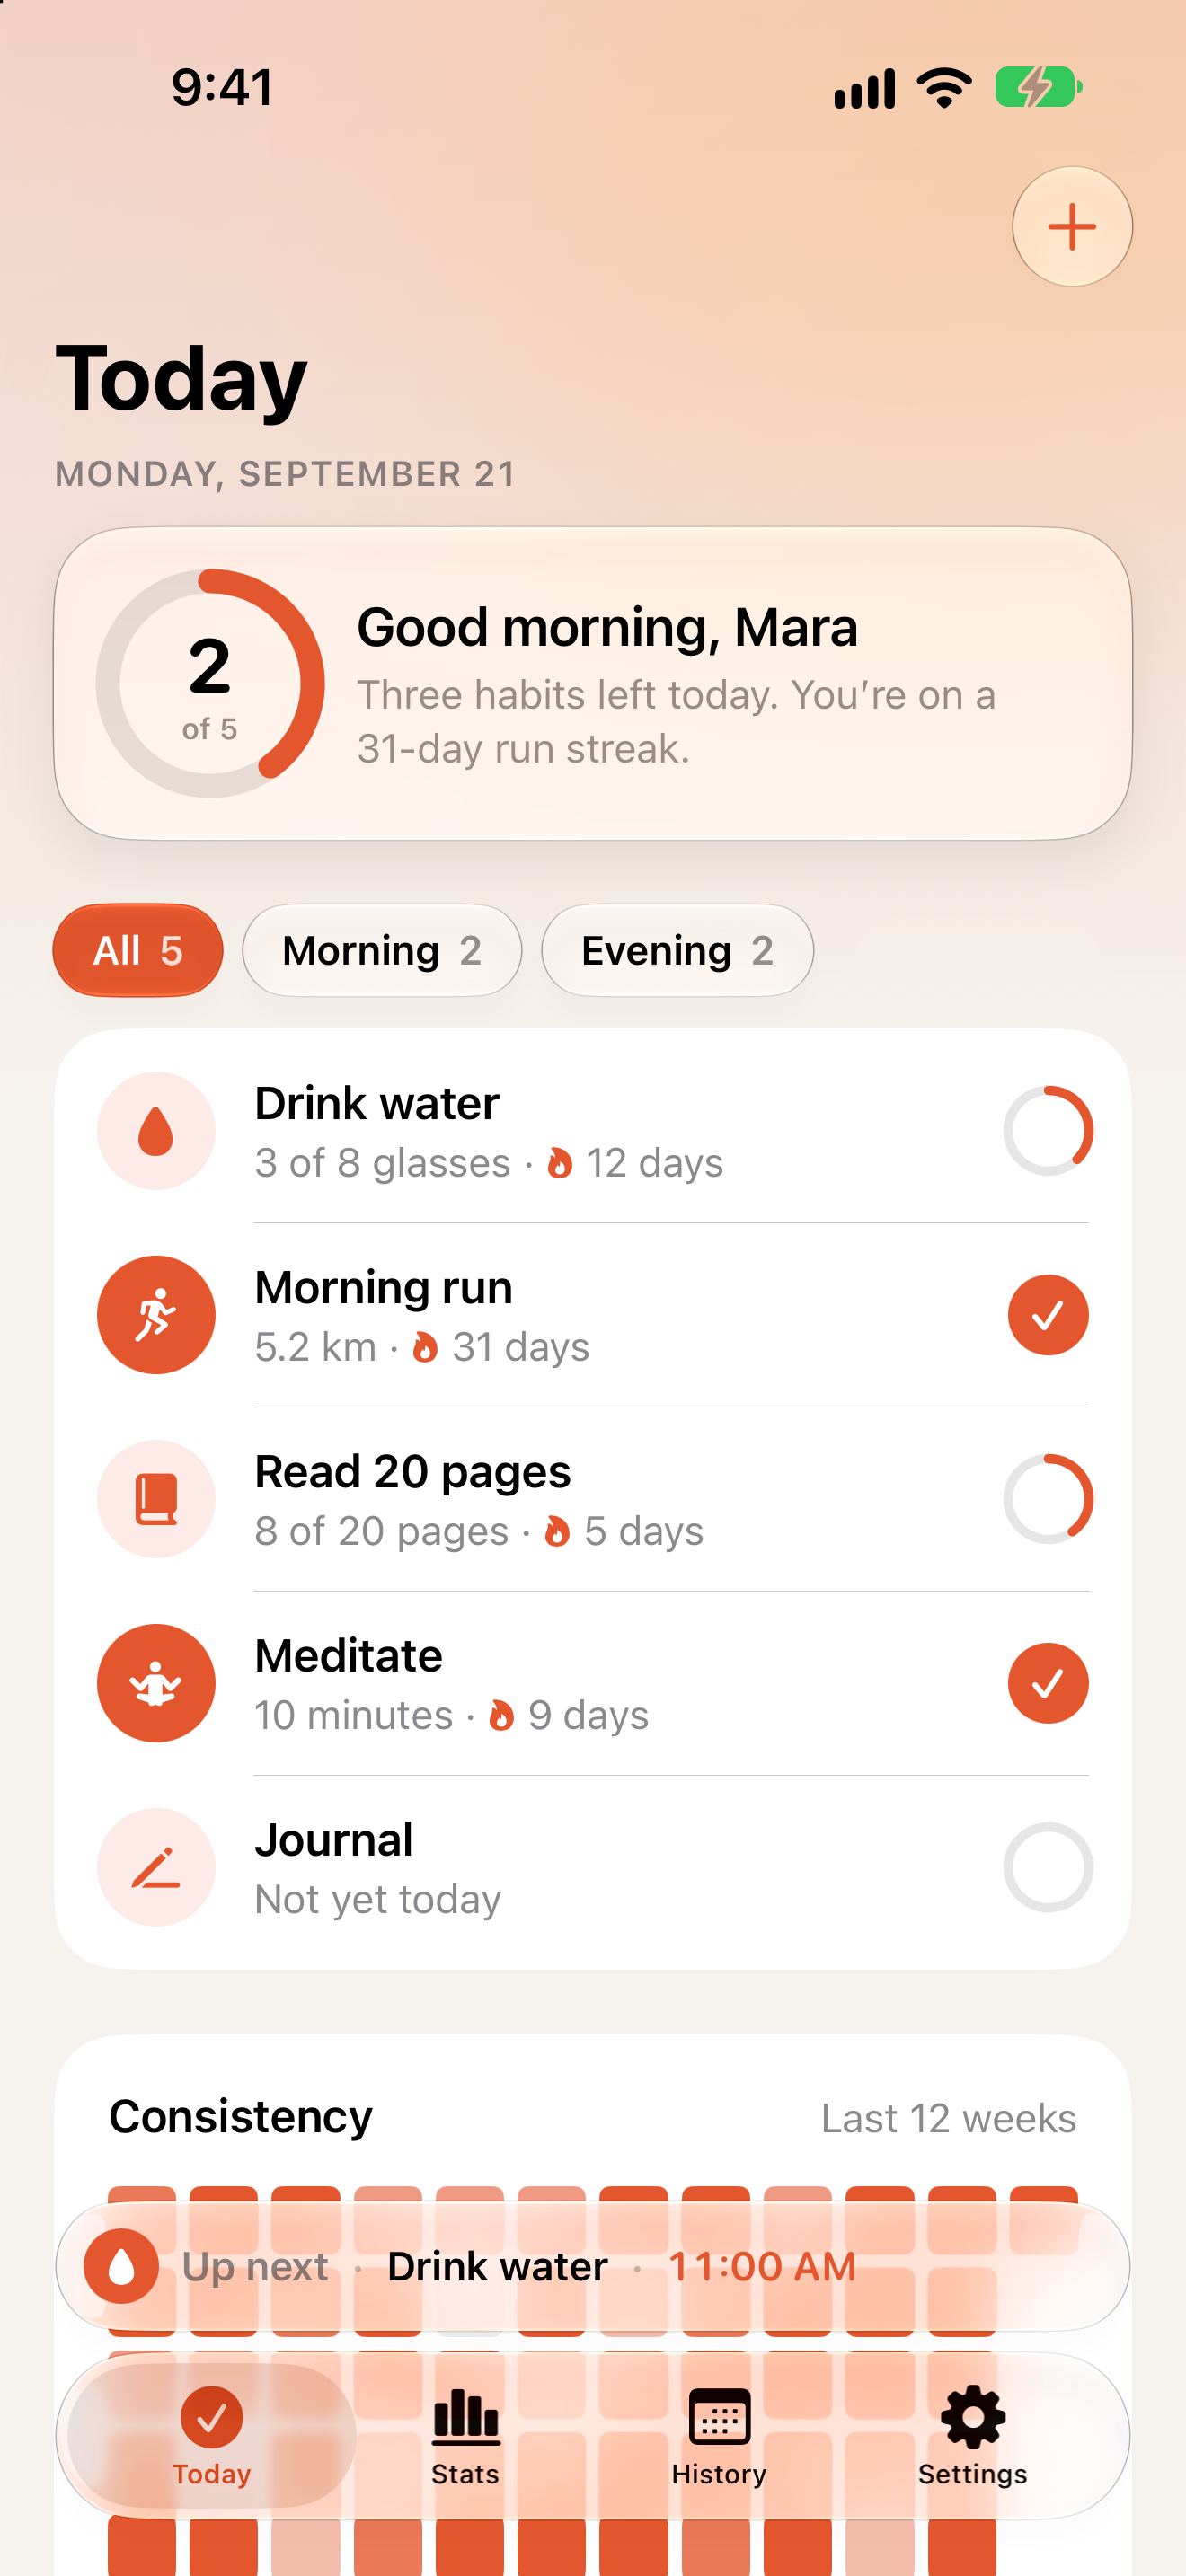 9:41
Today
MONDAY, SEPTEMBER 21
2
of 5
Good morning, Mara
Three habits left today. You’re on a
31-day run streak.
All 5
Morning 2
Evening 2
Drink water
3 of 8 glasses · 12 days
Morning run
5.2 km · 31 days
Read 20 pages
8 of 20 pages · 5 days
Meditate
10 minutes · 9 days
Journal
Not yet today
Consistency
Last 12 weeks
Up next · Drink water · 11:00 AM
Today
Stats
History
Settings